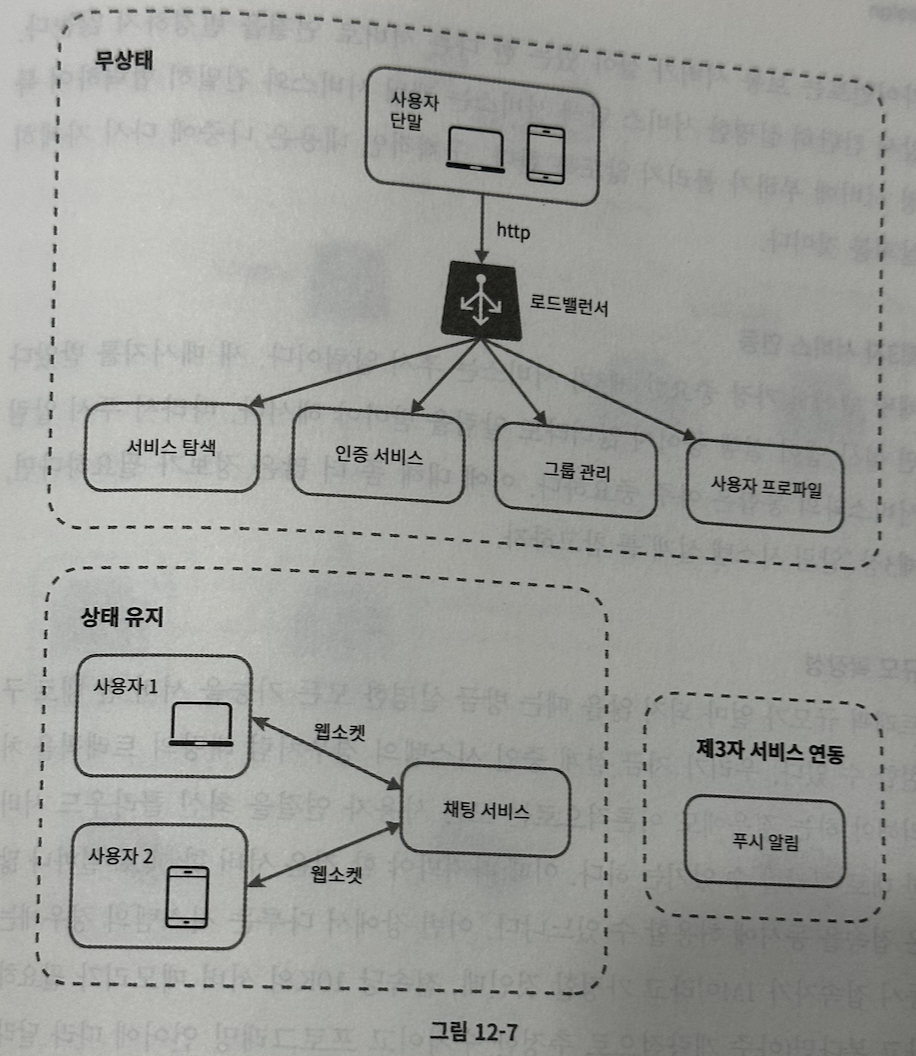 무상태
사용자
단말
http
로드밸런서
서비스 탐색
인증 서비스
그룹 관리
사용자 프로파일
상태 유지
사용자 1
웹소켓
채팅 서비스
사용자 2
웹소켓
제3자 서비스 연동
푸시 알림
그림 12-7